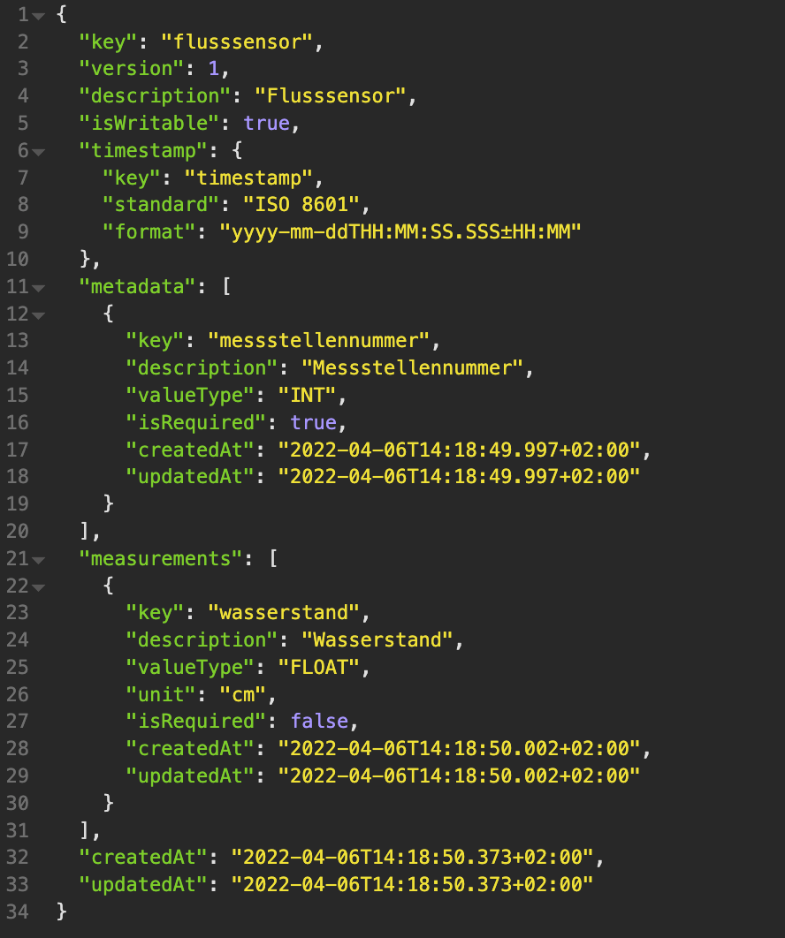 1 {
2 "key": "flusssensor",
3 "version": 1,
4 "description": "Flusssensor",
5 "isWritable": true,
6 "timestamp": {
7 "key": "timestamp",
8 "standard": "ISO 8601",
9 "format": "yyyy-mm-ddTHH:MM:SS.SSS±HH:MM"
10 },
11 "metadata": [
12 {
13 "key": "messstellennummer",
14 "description": "Messstellennummer",
15 "valueType": "INT",
16 "isRequired": true,
17 "createdAt": "2022-04-06T14:18:49.997+02:00",
18 "updatedAt": "2022-04-06T14:18:49.997+02:00"
19 }
20 ],
21 "measurements": [
22 {
23 "key": "wasserstand",
24 "description": "Wasserstand",
25 "valueType": "FLOAT",
26 "unit": "cm",
27 "isRequired": false,
28 "createdAt": "2022-04-06T14:18:50.002+02:00",
29 "updatedAt": "2022-04-06T14:18:50.002+02:00"
30 }
31 ],
32 "createdAt": "2022-04-06T14:18:50.373+02:00",
33 "updatedAt": "2022-04-06T14:18:50.373+02:00"
34 }